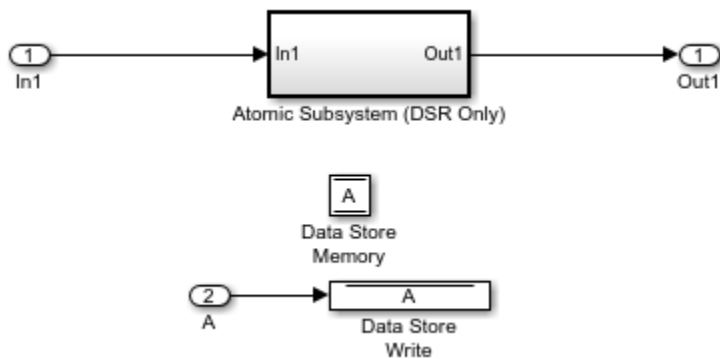 1
In1
In1
Out1
1
Out1
Atomic Subsystem (DSR Only)
A
Data Store
Memory
2
A
A
Data Store
Write